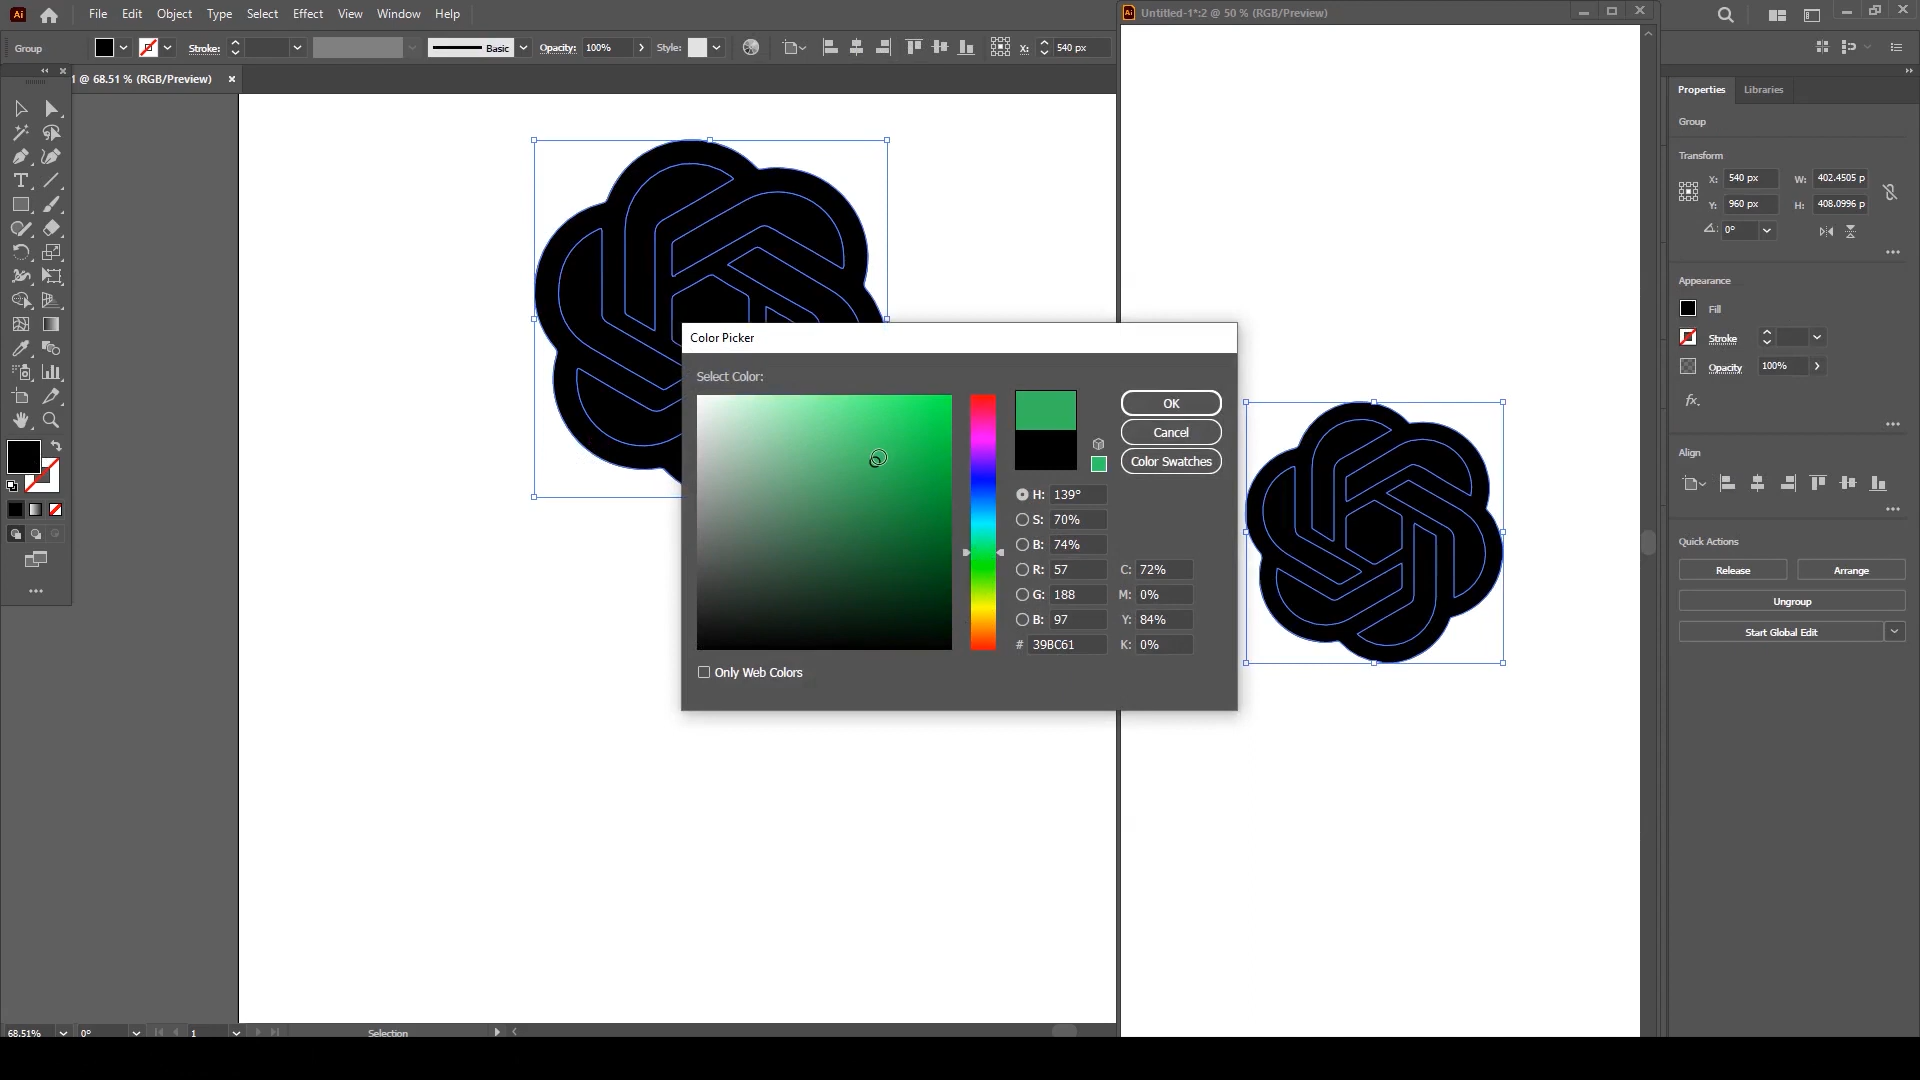 Ai File Edit Object Type Select Effect View Window Help
Untitled-1*:2 @ 50 % (RGB/Preview)
Group Stroke: Basic Opacity: 100% Style: X: 540 px
1 @ 68.51 % (RGB/Preview) ×
Properties Libraries
Group
Transform
X: 540 px W: 402.4505 p
Y: 960 px H: 408.0996 p
0°
Appearance
Fill
Stroke
Opacity 100%
fx.
Align
Quick Actions
Release Arrange
Ungroup
Start Global Edit
Color Picker
Select Color:
OK
Cancel
Color Swatches
H: 139°
S: 70%
B: 74%
R: 57 C: 72%
G: 188 M: 0%
B: 97 Y: 84%
# 39BC61 K: 0%
Only Web Colors
68.51% 0° 1 Selection